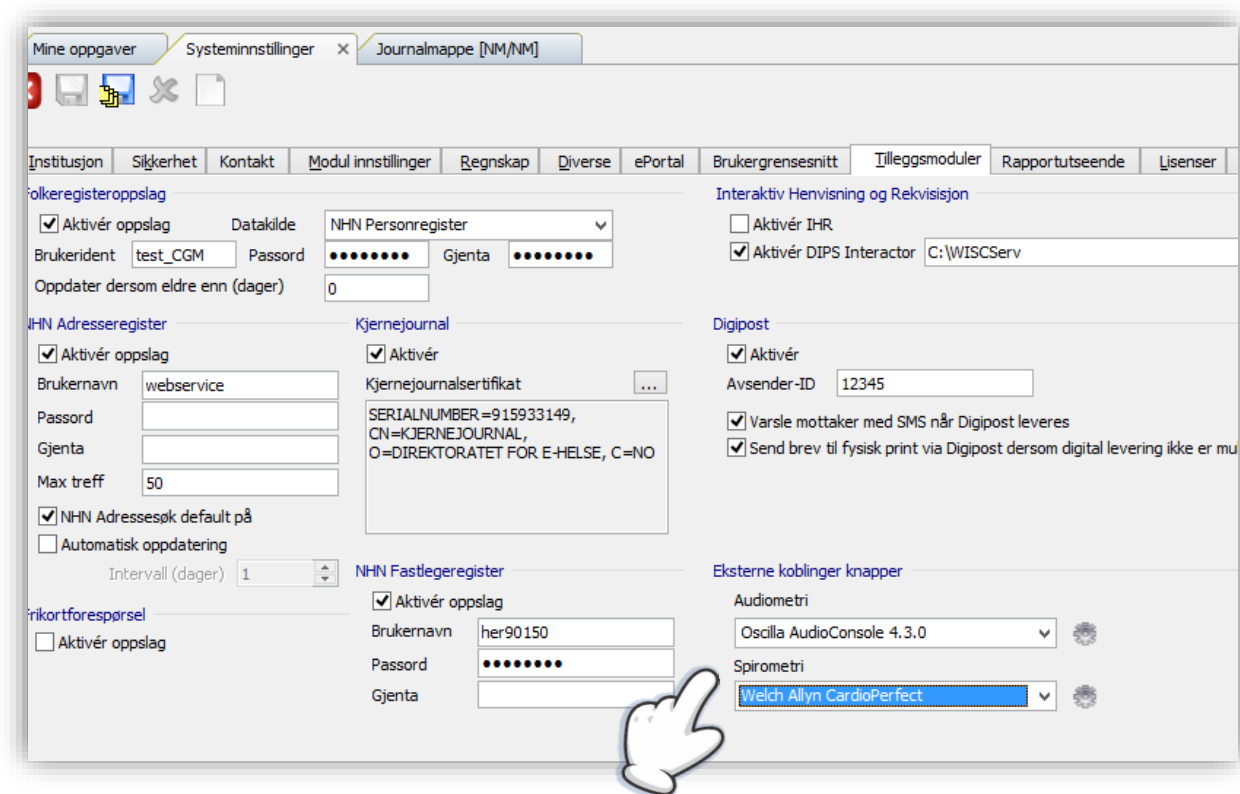 Mine oppgaver
Systeminnstillinger
Journalmappe [NM/NM]
Institusjon Sikkerhet Kontakt Modul innstillinger Regnskap Diverse ePortal Brukergrensesnitt Tilleggsmoduler Rapportutseende Lisenser
Folkeregisteroppslag
Aktivér oppslag Datakilde NHN Personregister
Brukerident test_CGM Passord ●●●●●●●● Gjenta ●●●●●●●●
Oppdater dersom eldre enn (dager) 0
Interaktiv Henvisning og Rekvisisjon
Aktivér IHR
Aktivér DIPS Interactor C:\WISCServ
NHN Adresseregister
Aktivér oppslag
Brukernavn webservice
Passord
Gjenta
Max treff 50
NHN Adressesøk default på
Automatisk oppdatering
Intervall (dager) 1
Frikortforespørsel
Aktivér oppslag
Kjernejournal
Aktivér
Kjernejournalsertifikat ...
SERIALNUMBER=915933149,
CN=KJERNEJOURNAL,
O=DIREKTORATET FOR E-HELSE, C=NO
NHN Fastlegeregister
Aktivér oppslag
Brukernavn her90150
Passord ●●●●●●●●
Gjenta
Digipost
Aktivér
Avsender-ID 12345
Varsle mottaker med SMS når Digipost leveres
Send brev til fysisk print via Digipost dersom digital levering ikke er mu
Eksterne koblinger knapper
Audiometri
Oscilla AudioConsole 4.3.0
Spirometri
Welch Allyn CardioPerfect